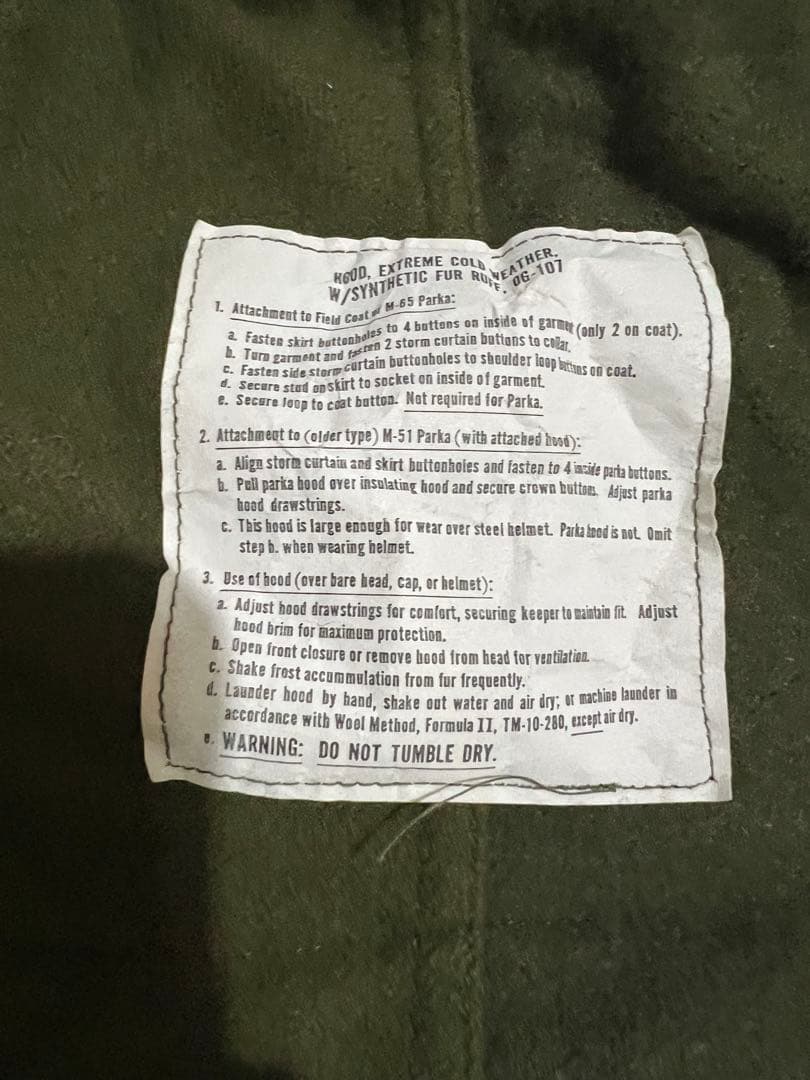 HOOD, EXTREME COLD WEATHER,
W/SYNTHETIC FUR RUFF, OG-107
1. Attachment to Field Coat or M-65 Parka:
a. Fasten skirt buttonholes to 4 buttons on inside of garment (only 2 on coat).
b. Turn garment and fasten 2 storm curtain buttons to collar.
c. Fasten side storm curtain buttonholes to shoulder loop buttons on coat.
d. Secure stud on skirt to socket on inside of garment.
e. Secure loop to coat button. Not required for Parka.
2. Attachment to (older type) M-51 Parka (with attached hood):
a. Align storm curtain and skirt buttonholes and fasten to 4 inside parka buttons.
b. Pull parka hood over insulating hood and secure crown buttons. Adjust parka
hood drawstrings.
c. This hood is large enough for wear over steel helmet. Parka hood is not. Omit
step b. when wearing helmet.
3. Use of hood (over bare head, cap, or helmet):
a. Adjust hood drawstrings for comfort, securing keeper to maintain fit. Adjust
hood brim for maximum protection.
b. Open front closure or remove hood from head for ventilation.
c. Shake frost accummulation from fur frequently.
d. Launder hood by hand, shake out water and air dry; or machine launder in
accordance with Wool Method, Formula II, TM-10-280, except air dry.
e. WARNING: DO NOT TUMBLE DRY.